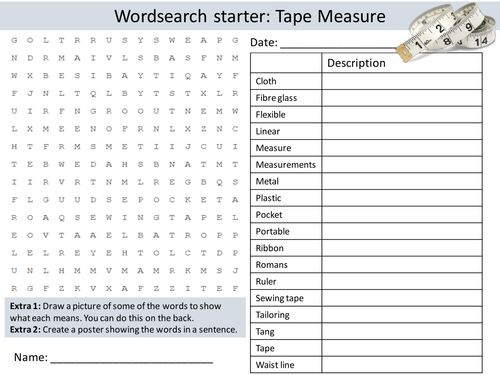 Wordsearch starter: Tape Measure
G O L T R R U S Y S W E A P G
N D R M A I V L S B A S F N M
W X B E S I B A Y T I Q A Y F
F J N L T Q L B Y T S T X L R
U I R F N G R O O U T N E M W
L X M E E N O F R N L X Z N C
H T F R M S M E T I I J C U I
T E B W E D A H S B N A T M T
I I R V R T N M L R E G B Q S
F L G U U D S E P O C K E T A
R O A Q S E W I N G T A P E L
E O V T A A E L B A T R O P P
L E L R E Y E H T O L C T D P
U N L H M M V M A M R K M S J
R G F Z K V X A F Z Z I T E F
Extra 1: Draw a picture of some of the words to show
what each means. You can do this on the back.
Extra 2: Create a poster showing the words in a sentence.
Name: ___________________________
Date: ___________________________
Description
Cloth
Fibre glass
Flexible
Linear
Measure
Measurements
Metal
Plastic
Pocket
Portable
Ribbon
Romans
Ruler
Sewing tape
Tailoring
Tang
Tape
Waist line